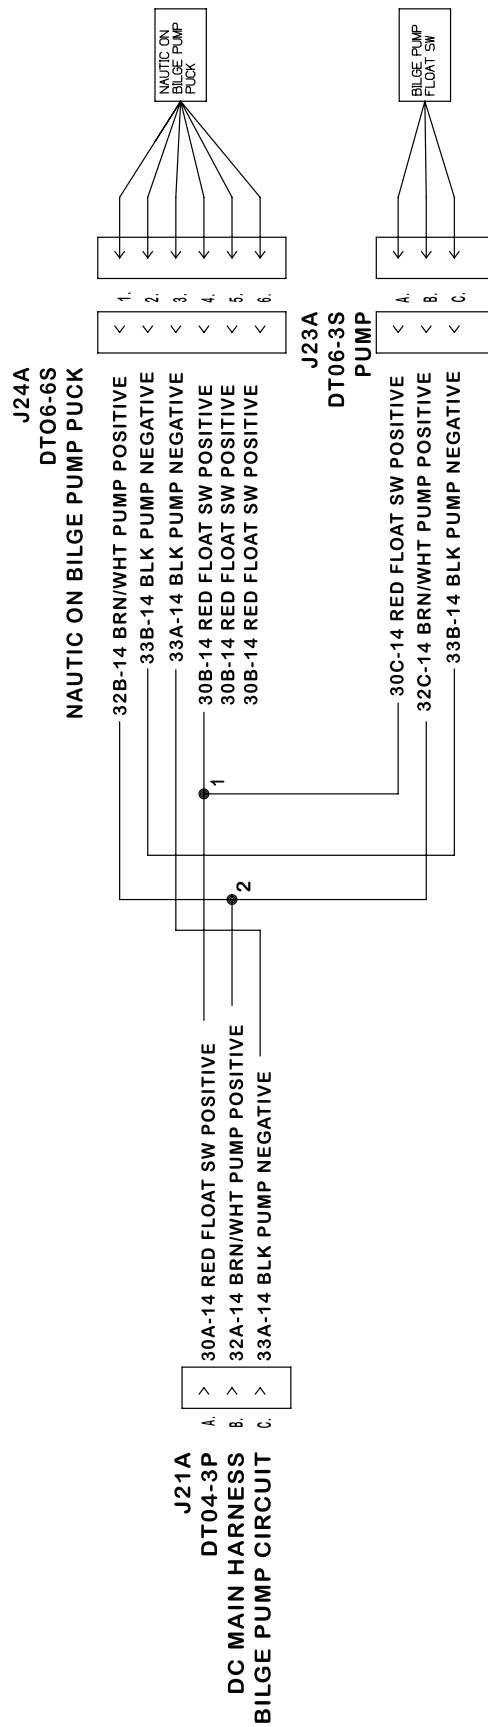 J21A
DT04-3P
DC MAIN HARNESS
BILGE PUMP CIRCUIT
A.
B.
C.
30A-14 RED FLOAT SW POSITIVE
32A-14 BRN/WHT PUMP POSITIVE
33A-14 BLK PUMP NEGATIVE
2
1
J24A
DTO6-6S
NAUTIC ON BILGE PUMP PUCK
32B-14 BRN/WHT PUMP POSITIVE
33B-14 BLK PUMP NEGATIVE
33A-14 BLK PUMP NEGATIVE
30B-14 RED FLOAT SW POSITIVE
30B-14 RED FLOAT SW POSITIVE
30B-14 RED FLOAT SW POSITIVE
1.
2.
3.
4.
5.
6.
NAUTIC ON
BILGE PUMP
PUCK
J23A
DT06-3S
PUMP
30C-14 RED FLOAT SW POSITIVE
32C-14 BRN/WHT PUMP POSITIVE
33B-14 BLK PUMP NEGATIVE
A.
B.
C.
BILGE PUMP
FLOAT SW